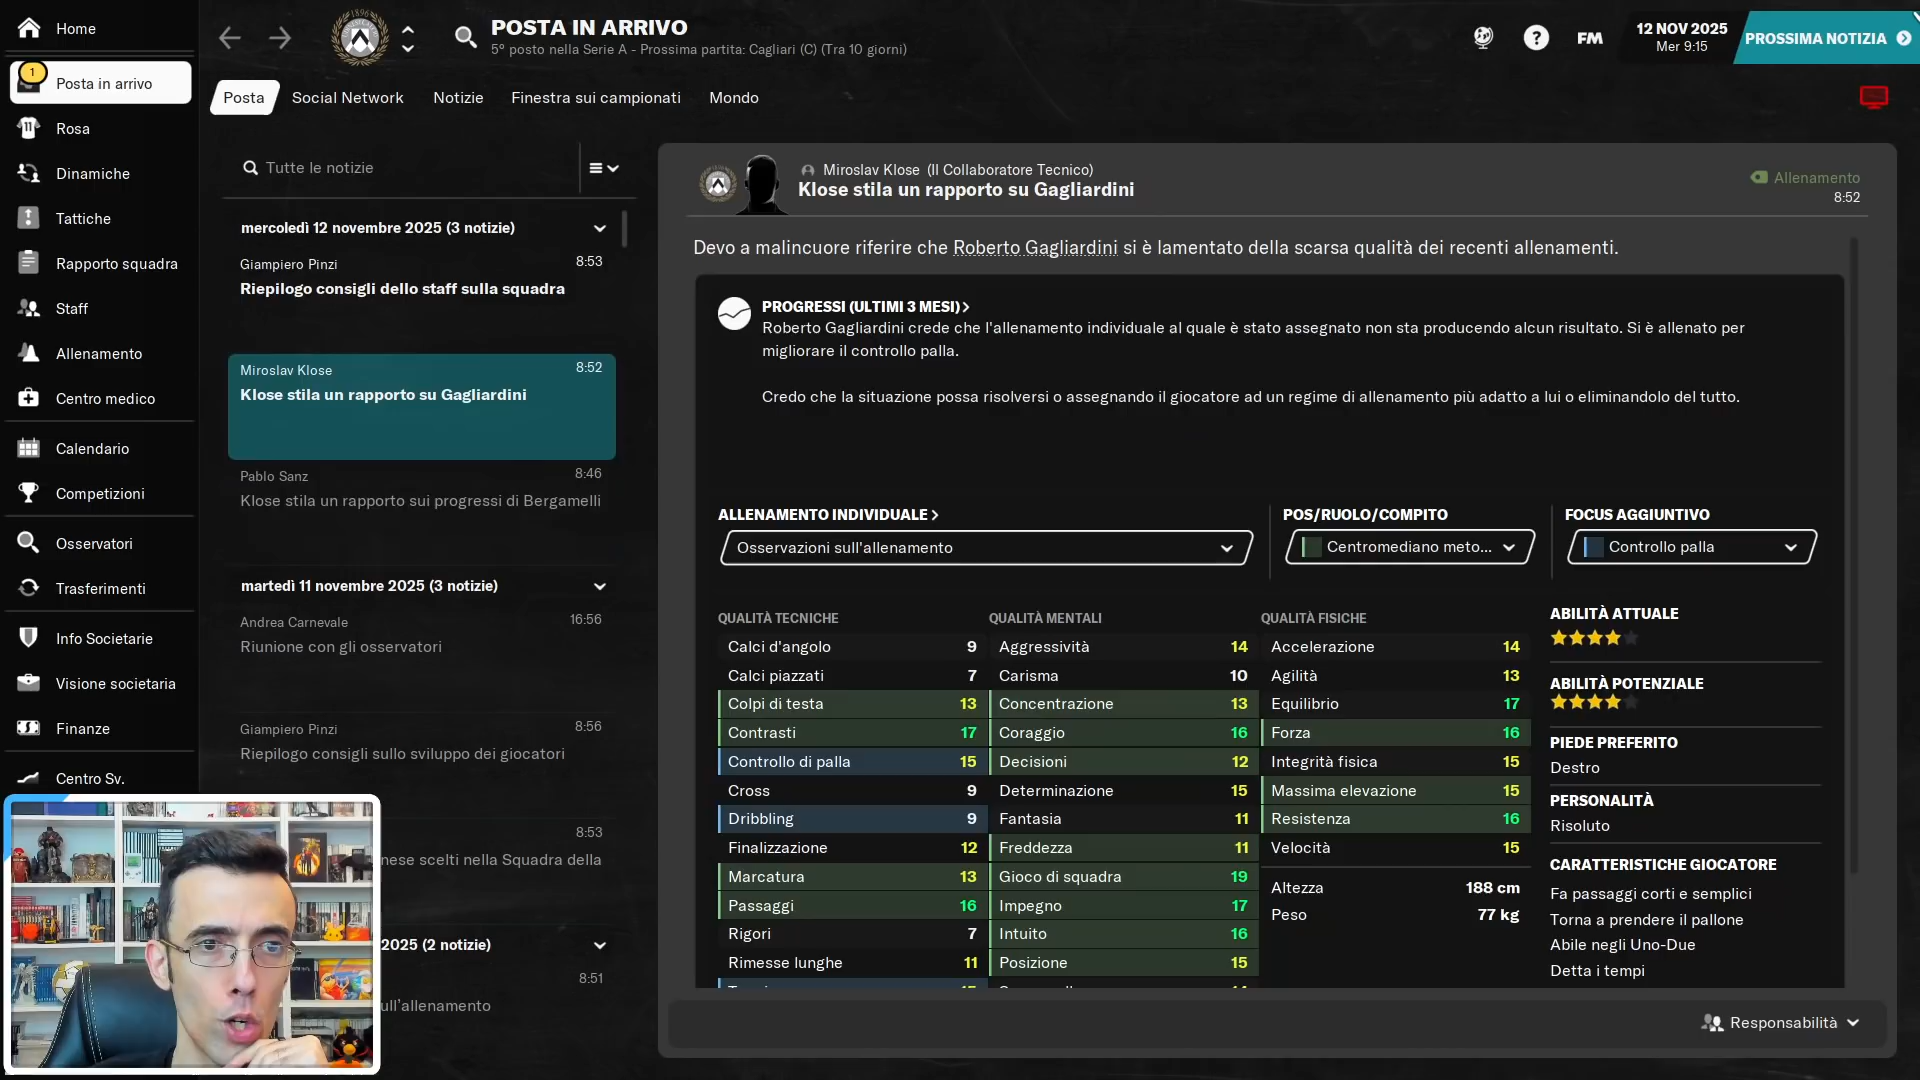 Home
1
Posta in arrivo
Rosa
Dinamiche
Tattiche
Rapporto squadra
Staff
Allenamento
Centro medico
Calendario
Competizioni
Osservatori
Trasferimenti
Info Societarie
Visione societaria
Finanze
Centro Sv.
1896
POSTA IN ARRIVO
5° posto nella Serie A - Prossima partita: Cagliari (C) (Tra 10 giorni)
FM
12 NOV 2025
Mer 9:15
PROSSIMA NOTIZIA
Posta
Social Network
Notizie
Finestra sui campionati
Mondo
Tutte le notizie
mercoledì 12 novembre 2025 (3 notizie)
Giampiero Pinzi
8:53
Riepilogo consigli dello staff sulla squadra
Miroslav Klose
8:52
Klose stila un rapporto su Gagliardini
Pablo Sanz
8:46
Klose stila un rapporto sui progressi di Bergamelli
martedì 11 novembre 2025 (3 notizie)
Andrea Carnevale
16:56
Riunione con gli osservatori
Giampiero Pinzi
8:56
Riepilogo consigli sullo sviluppo dei giocatori
8:53
nese scelti nella Squadra della
2025 (2 notizie)
8:51
ull'allenamento
Miroslav Klose (Il Collaboratore Tecnico)
Klose stila un rapporto su Gagliardini
Allenamento
8:52
Devo a malincuore riferire che Roberto Gagliardini si è lamentato della scarsa qualità dei recenti allenamenti.
PROGRESSI (ULTIMI 3 MESI)
Roberto Gagliardini crede che l'allenamento individuale al quale è stato assegnato non sta producendo alcun risultato. Si è allenato per
migliorare il controllo palla.
Credo che la situazione possa risolversi o assegnando il giocatore ad un regime di allenamento più adatto a lui o eliminandolo del tutto.
ALLENAMENTO INDIVIDUALE
Osservazioni sull'allenamento
POS/RUOLO/COMPITO
Centromediano meto...
FOCUS AGGIUNTIVO
Controllo palla
QUALITÀ TECNICHE
Calci d'angolo 9
Calci piazzati 7
Colpi di testa 13
Contrasti 17
Controllo di palla 15
Cross 9
Dribbling 9
Finalizzazione 12
Marcatura 13
Passaggi 16
Rigori 7
Rimesse lunghe 11
QUALITÀ MENTALI
Aggressività 14
Carisma 10
Concentrazione 13
Coraggio 16
Decisioni 12
Determinazione 15
Fantasia 11
Freddezza 11
Gioco di squadra 19
Impegno 17
Intuito 16
Posizione 15
QUALITÀ FISICHE
Accelerazione 14
Agilità 13
Equilibrio 17
Forza 16
Integrità fisica 15
Massima elevazione 15
Resistenza 16
Velocità 15
Altezza 188 cm
Peso 77 kg
ABILITÀ ATTUALE
ABILITÀ POTENZIALE
PIEDE PREFERITO
Destro
PERSONALITÀ
Risoluto
CARATTERISTICHE GIOCATORE
Fa passaggi corti e semplici
Torna a prendere il pallone
Abile negli Uno-Due
Detta i tempi
Responsabilità